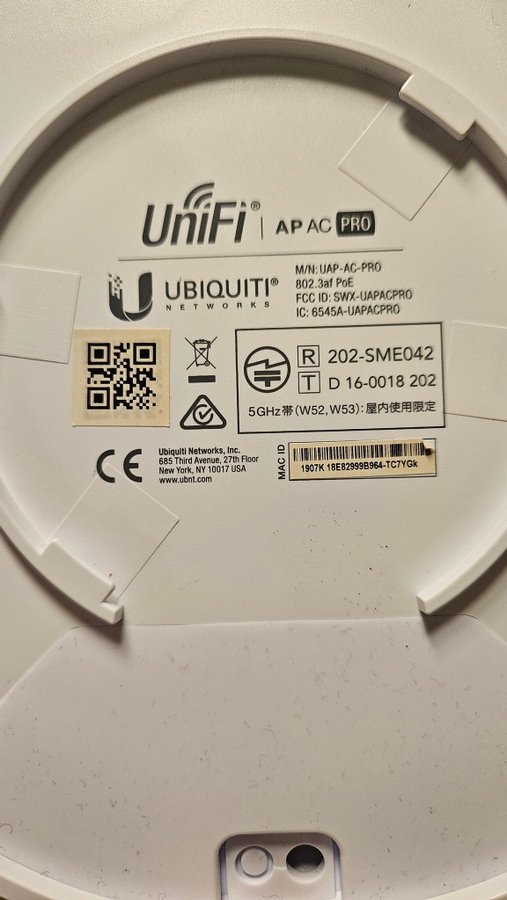 UniFi® | AP AC PRO
UBIQUITI®
NETWORKS
M/N: UAP-AC-PRO
802.3af PoE
FCC ID: SWX-UAPACPRO
IC: 6545A-UAPACPRO
R 202-SME042
T D 16-0018 202
5GHz帯 (W52, W53): 屋内使用限定
CE
Ubiquiti Networks, Inc.
685 Third Avenue, 27th Floor
New York, NY 10017 USA
www.ubnt.com
MAC ID
1907K 18E82999B964-TC7YGk